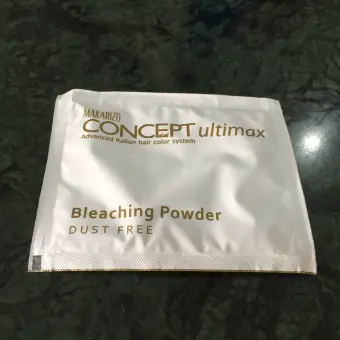 MAKARIZO
CONCEPT ultimax
Advanced Italian hair color system
Bleaching Powder
DUST FREE